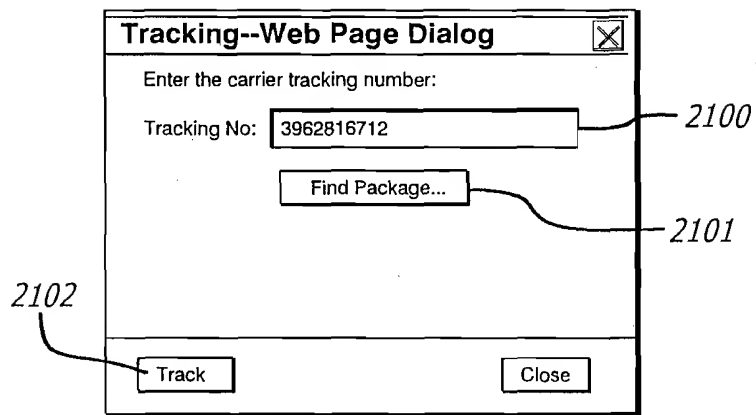 Tracking--Web Page Dialog
Enter the carrier tracking number:
Tracking No: 3962816712
2100
Find Package...
2101
2102
Track
Close